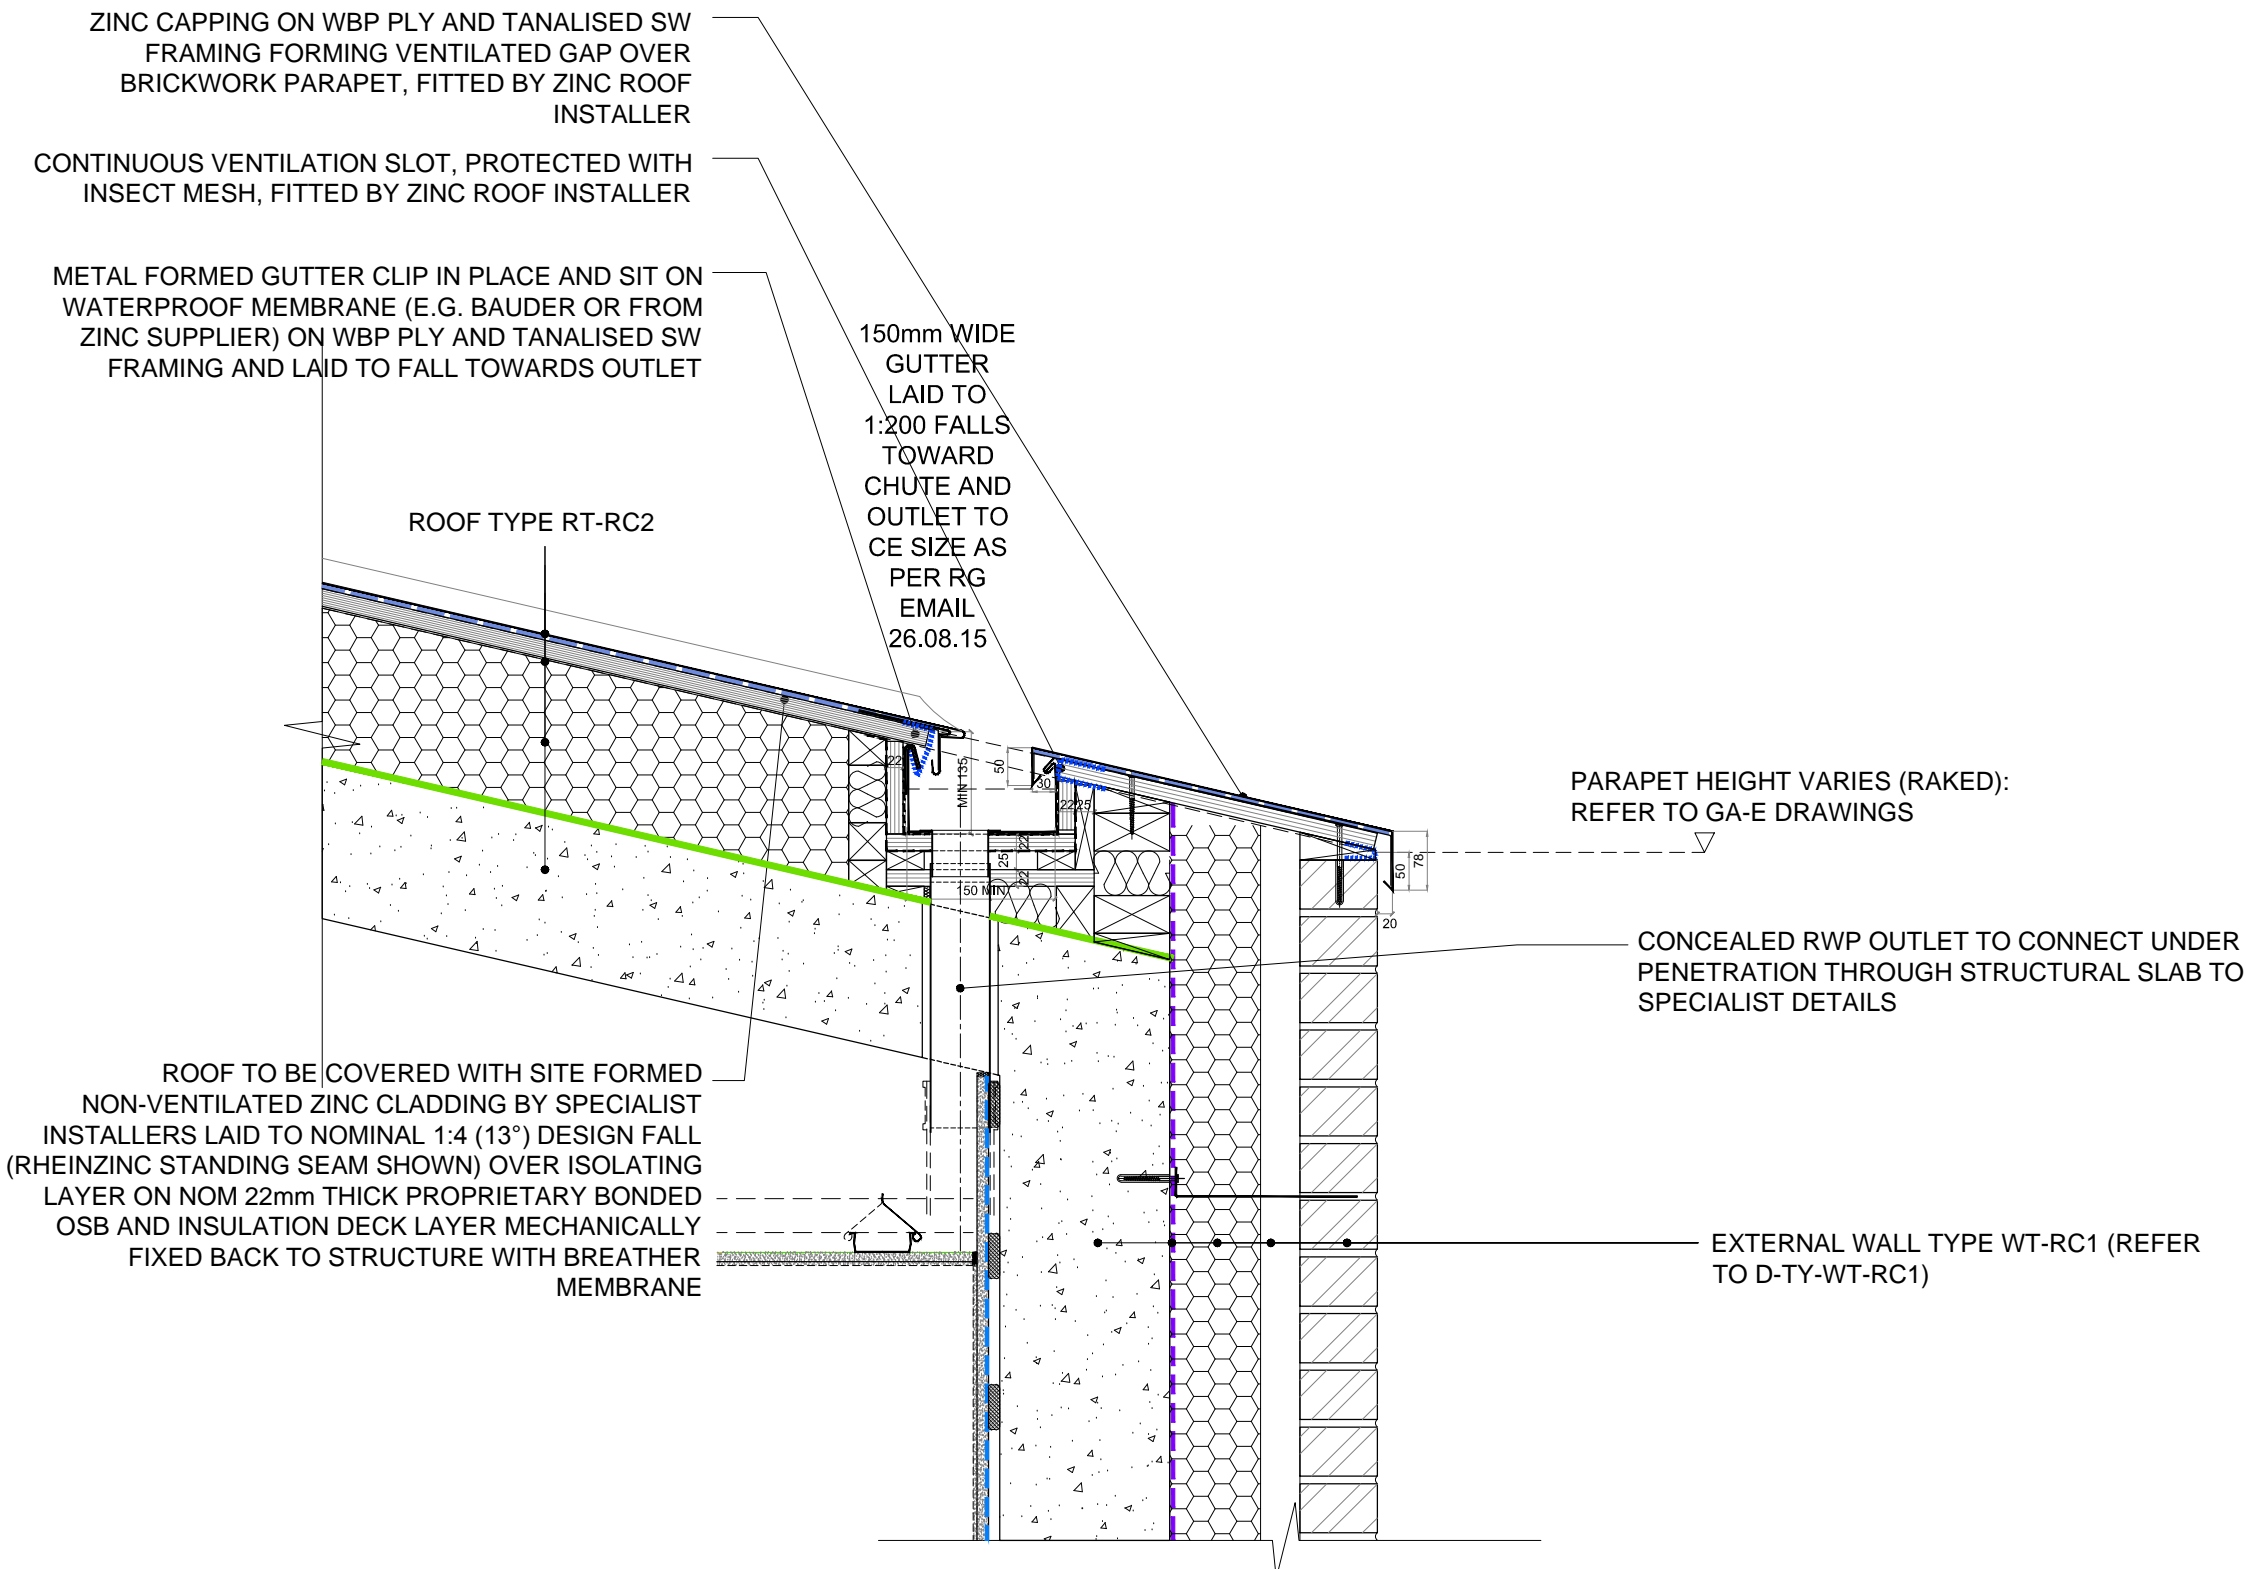 ZINC CAPPING ON WBP PLY AND TANALISED SW
FRAMING FORMING VENTILATED GAP OVER
BRICKWORK PARAPET, FITTED BY ZINC ROOF
INSTALLER
CONTINUOUS VENTILATION SLOT, PROTECTED WITH
INSECT MESH, FITTED BY ZINC ROOF INSTALLER
METAL FORMED GUTTER CLIP IN PLACE AND SIT ON
WATERPROOF MEMBRANE (E.G. BAUDER OR FROM
ZINC SUPPLIER) ON WBP PLY AND TANALISED SW
FRAMING AND LAID TO FALL TOWARDS OUTLET
150mm WIDE
GUTTER
LAID TO
1:200 FALLS
TOWARD
CHUTE AND
OUTLET TO
CE SIZE AS
PER RG
EMAIL
26.08.15
ROOF TYPE RT-RC2
22
MIN 135
50
30
22
25
22
25
22
150 MIN
50
78
20
PARAPET HEIGHT VARIES (RAKED):
REFER TO GA-E DRAWINGS
CONCEALED RWP OUTLET TO CONNECT UNDER
PENETRATION THROUGH STRUCTURAL SLAB TO
SPECIALIST DETAILS
ROOF TO BE COVERED WITH SITE FORMED
NON-VENTILATED ZINC CLADDING BY SPECIALIST
INSTALLERS LAID TO NOMINAL 1:4 (13°) DESIGN FALL
(RHEINZINC STANDING SEAM SHOWN) OVER ISOLATING
LAYER ON NOM 22mm THICK PROPRIETARY BONDED
OSB AND INSULATION DECK LAYER MECHANICALLY
FIXED BACK TO STRUCTURE WITH BREATHER
MEMBRANE
EXTERNAL WALL TYPE WT-RC1 (REFER
TO D-TY-WT-RC1)